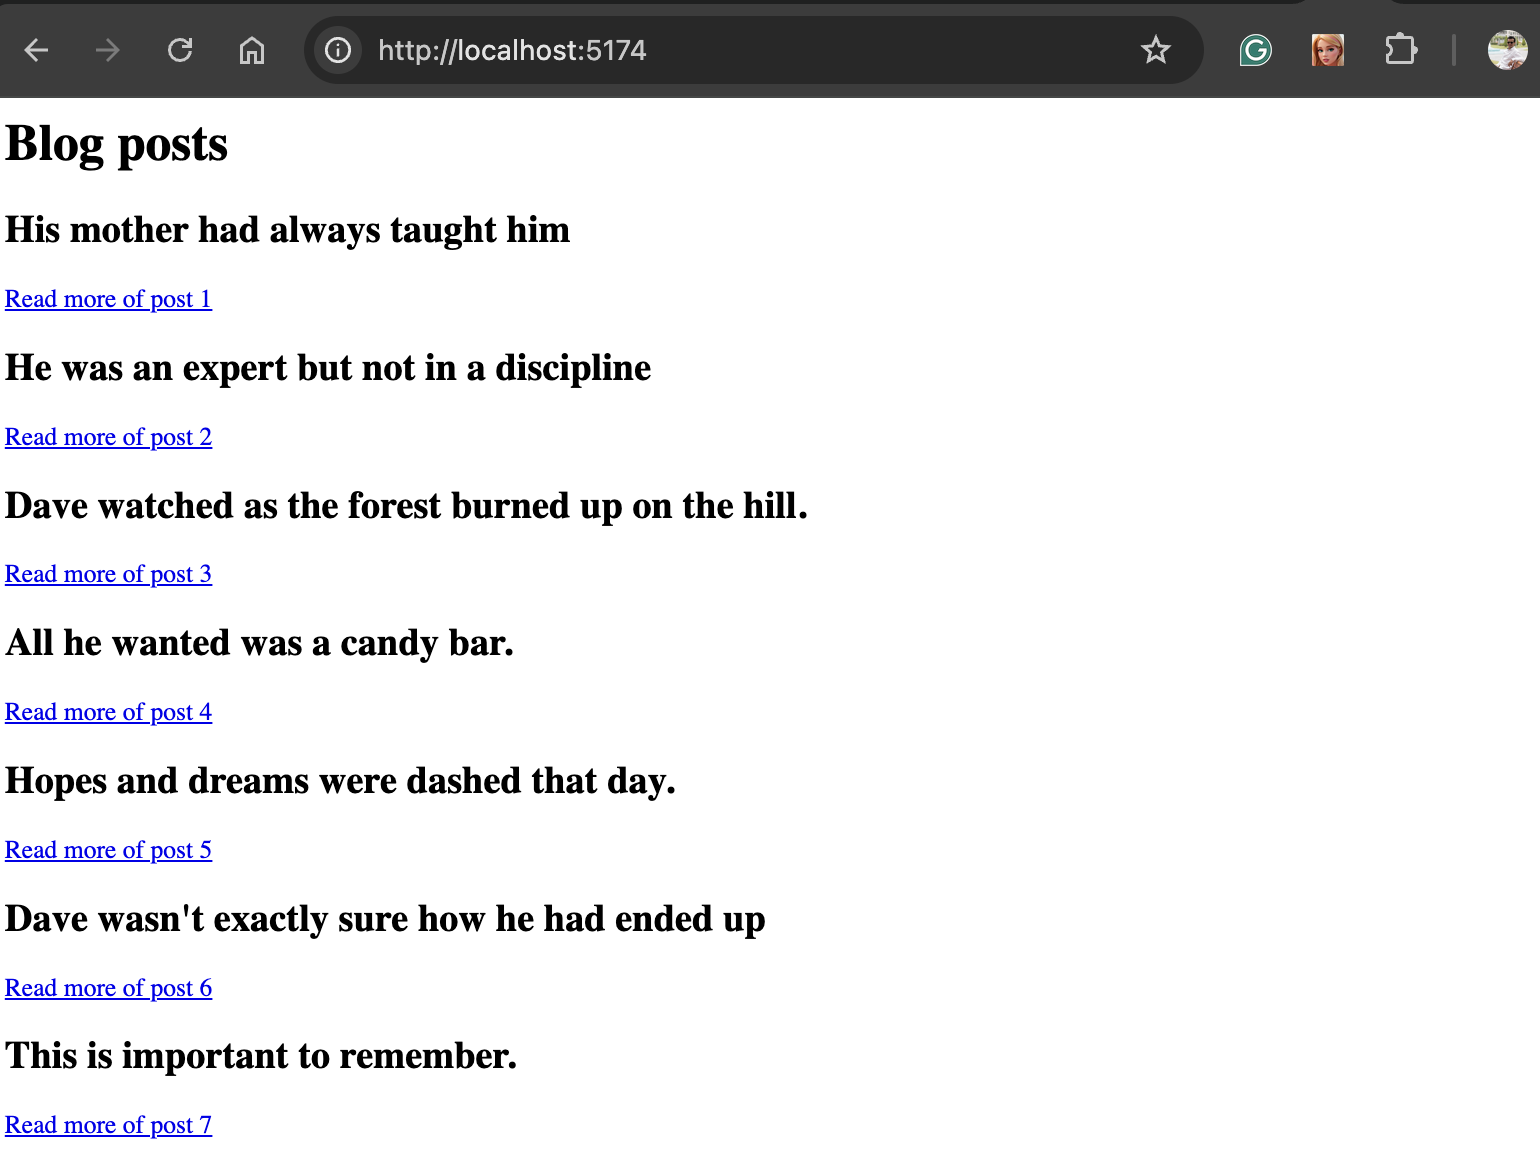 http://localhost:5174
Blog posts
His mother had always taught him
Read more of post 1
He was an expert but not in a discipline
Read more of post 2
Dave watched as the forest burned up on the hill.
Read more of post 3
All he wanted was a candy bar.
Read more of post 4
Hopes and dreams were dashed that day.
Read more of post 5
Dave wasn't exactly sure how he had ended up
Read more of post 6
This is important to remember.
Read more of post 7